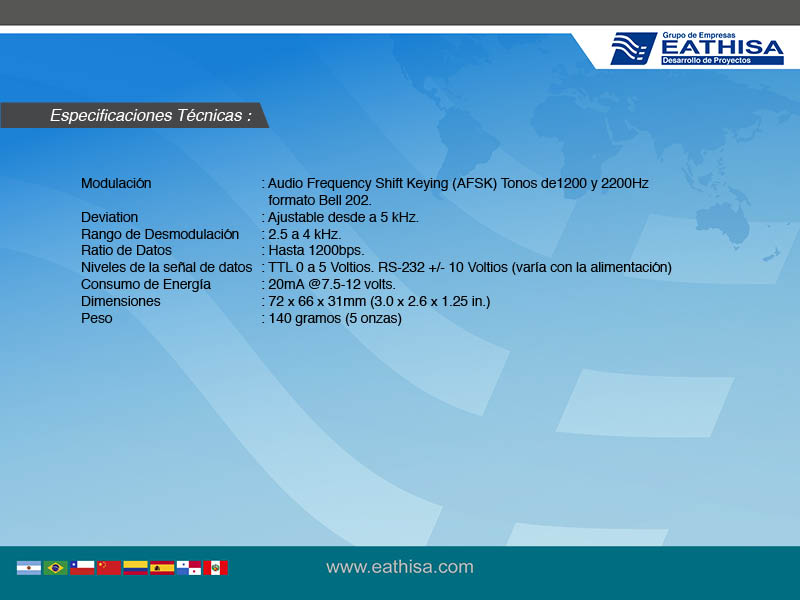 Grupo de Empresas
EATHISA
Desarrollo de Proyectos
Especificaciones Técnicas :
Modulación : Audio Frequency Shift Keying (AFSK) Tonos de1200 y 2200Hz
formato Bell 202.
Deviation : Ajustable desde a 5 kHz.
Rango de Desmodulación : 2.5 a 4 kHz.
Ratio de Datos : Hasta 1200bps.
Niveles de la señal de datos : TTL 0 a 5 Voltios. RS-232 +/- 10 Voltios (varía con la alimentación)
Consumo de Energía : 20mA @7.5-12 volts.
Dimensiones : 72 x 66 x 31mm (3.0 x 2.6 x 1.25 in.)
Peso : 140 gramos (5 onzas)
www.eathisa.com